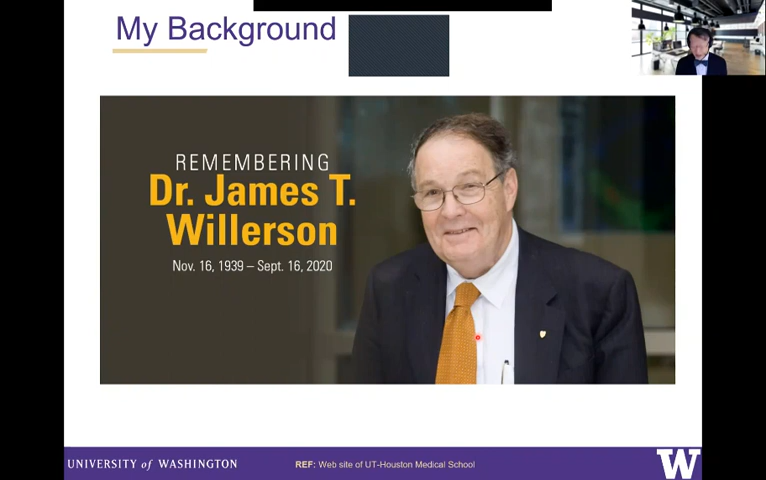 My Background
REMEMBERING
Dr. James T.
Willerson
Nov. 16, 1939 – Sept. 16, 2020
UNIVERSITY of WASHINGTON
REF: Web site of UT-Houston Medical School
W